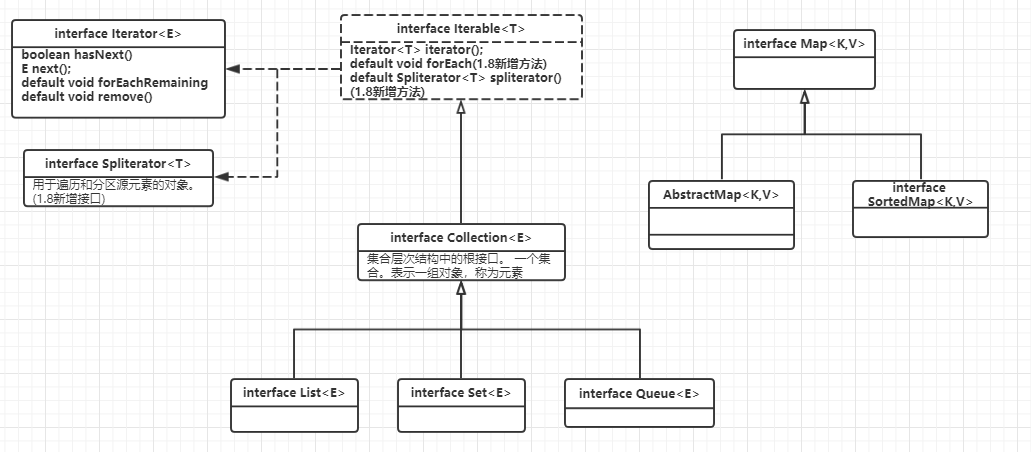 interface Iterator<E>
boolean hasNext()
E next();
default void forEachRemaining
default void remove()
interface Spliterator<T>
用于遍历和分区源元素的对象。
(1.8新增接口)
interface Iterable<T>
Iterator<T> iterator();
default void forEach(1.8新增方法)
default Spliterator<T> spliterator()
(1.8新增方法)
interface Collection<E>
集合层次结构中的根接口。 一个集
合。表示一组对象，称为元素
interface List<E>
interface Set<E>
interface Queue<E>
interface Map<K,V>
AbstractMap<K,V>
interface
SortedMap<K,V>